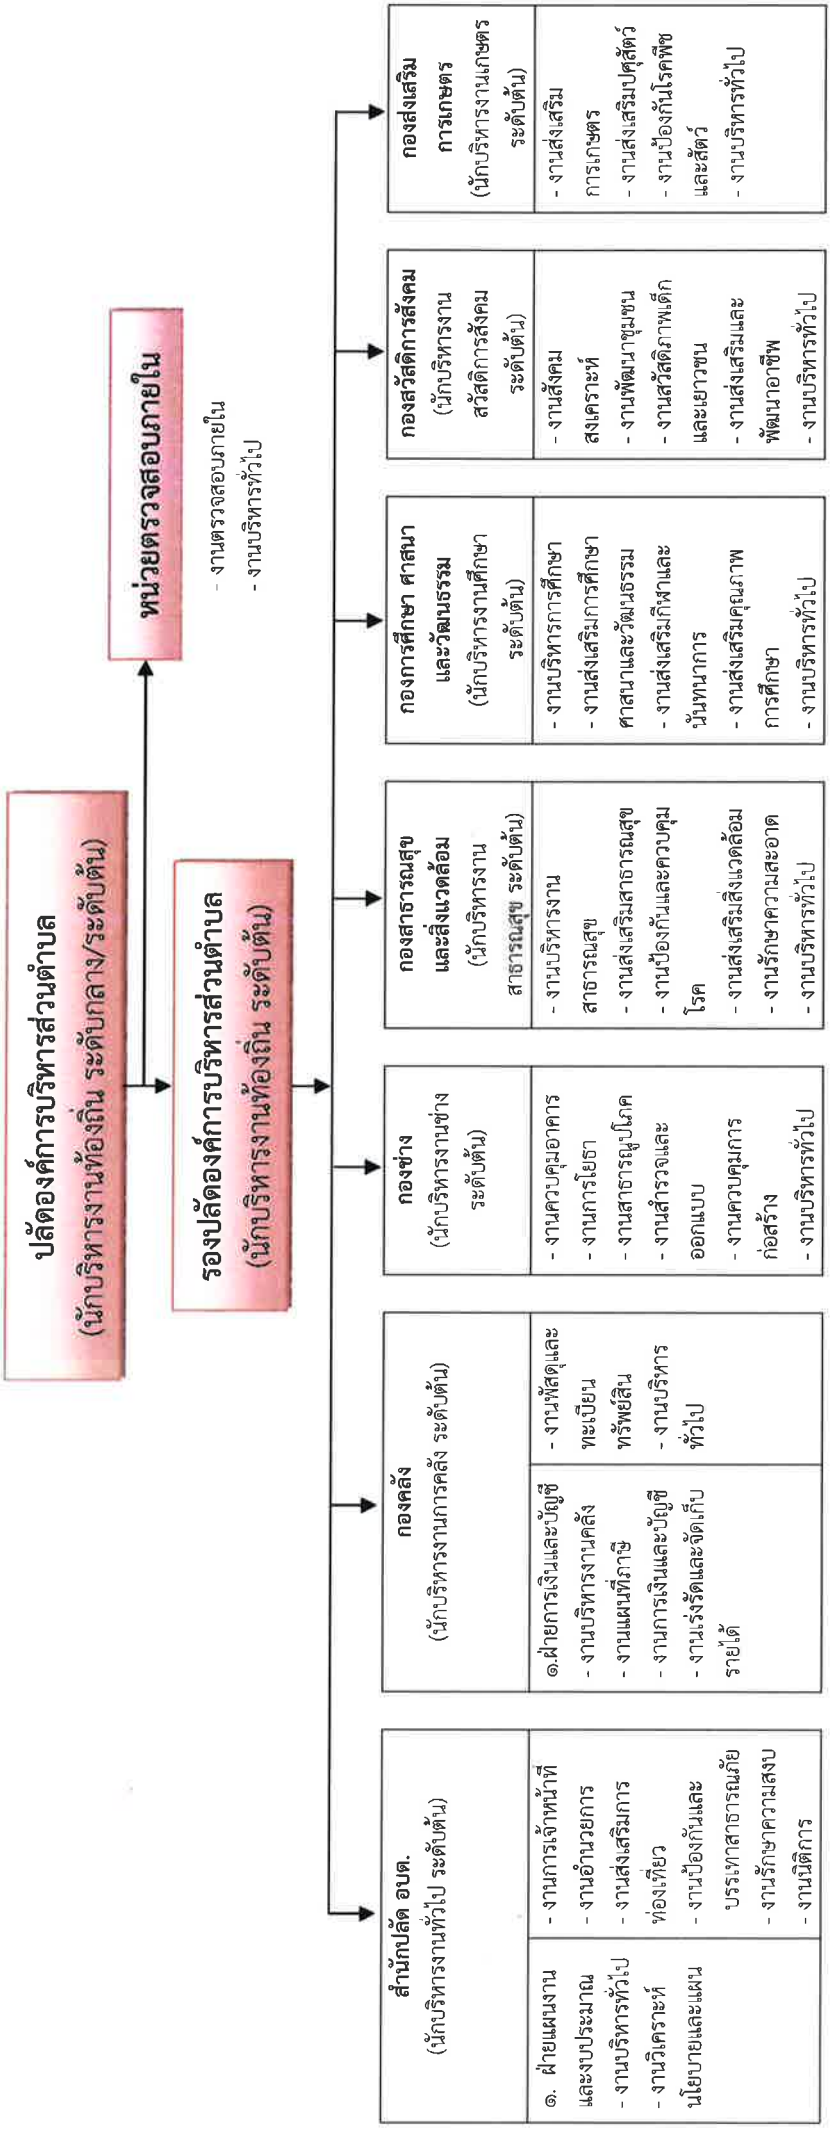 ปลัดองค์การบริหารส่วนตำบล
(นักบริหารงานท้องถิ่น ระดับกลาง/ระดับต้น)
หน่วยตรวจสอบภายใน
- งานตรวจสอบภายใน
- งานบริหารทั่วไป
รองปลัดองค์การบริหารส่วนตำบล
(นักบริหารงานท้องถิ่น ระดับต้น)
สำนักปลัด อบต.
(นักบริหารงานทั่วไป ระดับต้น)
๑. ฝ่ายแผนงาน
และงบประมาณ
- งานบริหารทั่วไป
- งานวิเคราะห์
นโยบายและแผน
- งานการเจ้าหน้าที่
- งานอำนวยการ
- งานส่งเสริมการ
ท่องเที่ยว
- งานป้องกันและ
บรรเทาสาธารณภัย
- งานรักษาความสงบ
- งานนิติการ
กองคลัง
(นักบริหารงานการคลัง ระดับต้น)
๑.ฝ่ายการเงินและบัญชี
- งานบริหารงานคลัง
- งานแผนที่ภาษี
- งานการเงินและบัญชี
- งานเร่งรัดและจัดเก็บ
รายได้
- งานพัสดุและ
ทะเบียน
ทรัพย์สิน
- งานบริหาร
ทั่วไป
กองช่าง
(นักบริหารงานช่าง
ระดับต้น)
- งานควบคุมอาคาร
- งานการโยธา
- งานสาธารณูปโภค
- งานสำรวจและ
ออกแบบ
- งานควบคุมการ
ก่อสร้าง
- งานบริหารทั่วไป
กองสาธารณสุข
และสิ่งแวดล้อม
(นักบริหารงาน
สาธารณสุข ระดับต้น)
- งานบริหารงาน
สาธารณสุข
- งานส่งเสริมสาธารณสุข
- งานป้องกันและควบคุม
โรค
- งานส่งเสริมสิ่งแวดล้อม
- งานรักษาความสะอาด
- งานบริหารทั่วไป
กองการศึกษา ศาสนา
และวัฒนธรรม
(นักบริหารงานศึกษา
ระดับต้น)
- งานบริหารการศึกษา
- งานส่งเสริมการศึกษา
ศาสนาและวัฒนธรรม
- งานส่งเสริมกีฬาและ
นันทนาการ
- งานส่งเสริมคุณภาพ
การศึกษา
- งานบริหารทั่วไป
กองสวัสดิการสังคม
(นักบริหารงาน
สวัสดิการสังคม
ระดับต้น)
- งานสังคม
สงเคราะห์
- งานพัฒนาชุมชน
- งานสวัสดิภาพเด็ก
และเยาวชน
- งานส่งเสริมและ
พัฒนาอาชีพ
- งานบริหารทั่วไป
กองส่งเสริม
การเกษตร
(นักบริหารงานเกษตร
ระดับต้น)
- งานส่งเสริม
การเกษตร
- งานส่งเสริมปศุสัตว์
- งานป้องกันโรคพืช
และสัตว์
- งานบริหารทั่วไป